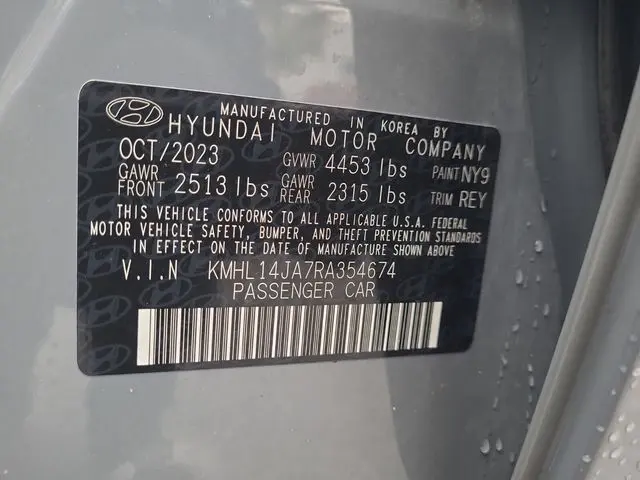 MANUFACTURED IN KOREA BY
HYUNDAI MOTOR COMPANY
OCT/2023 GVWR 4453 lbs PAINT NY9
GAWR FRONT 2513 lbs GAWR REAR 2315 lbs TRIM REY
THIS VEHICLE CONFORMS TO ALL APPLICABLE U.S.A. FEDERAL
MOTOR VEHICLE SAFETY, BUMPER, AND THEFT PREVENTION STANDARDS
IN EFFECT ON THE DATE OF MANUFACTURE SHOWN ABOVE
V.I.N KMHL14JA7RA354674
PASSENGER CAR